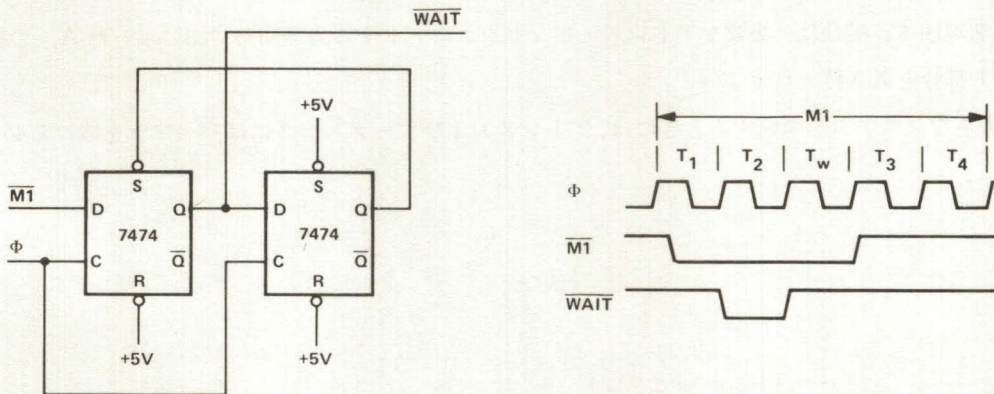 WAIT
+5V
M1
S
S
T1 T2 Tw T3 T4
M1
D Q D Q
Φ
7474
7474
Φ
C Q
C Q
M1
R
R
WAIT
+5V
+5V